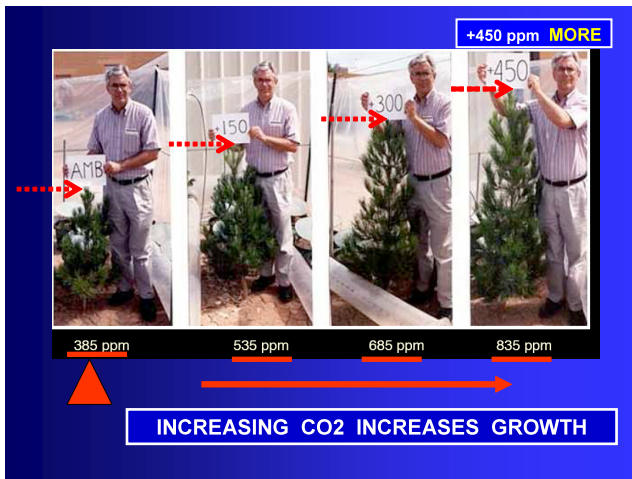 +450 ppm MORE
AMB
+150
+300
+450
385 ppm
535 ppm
685 ppm
835 ppm
INCREASING CO2 INCREASES GROWTH